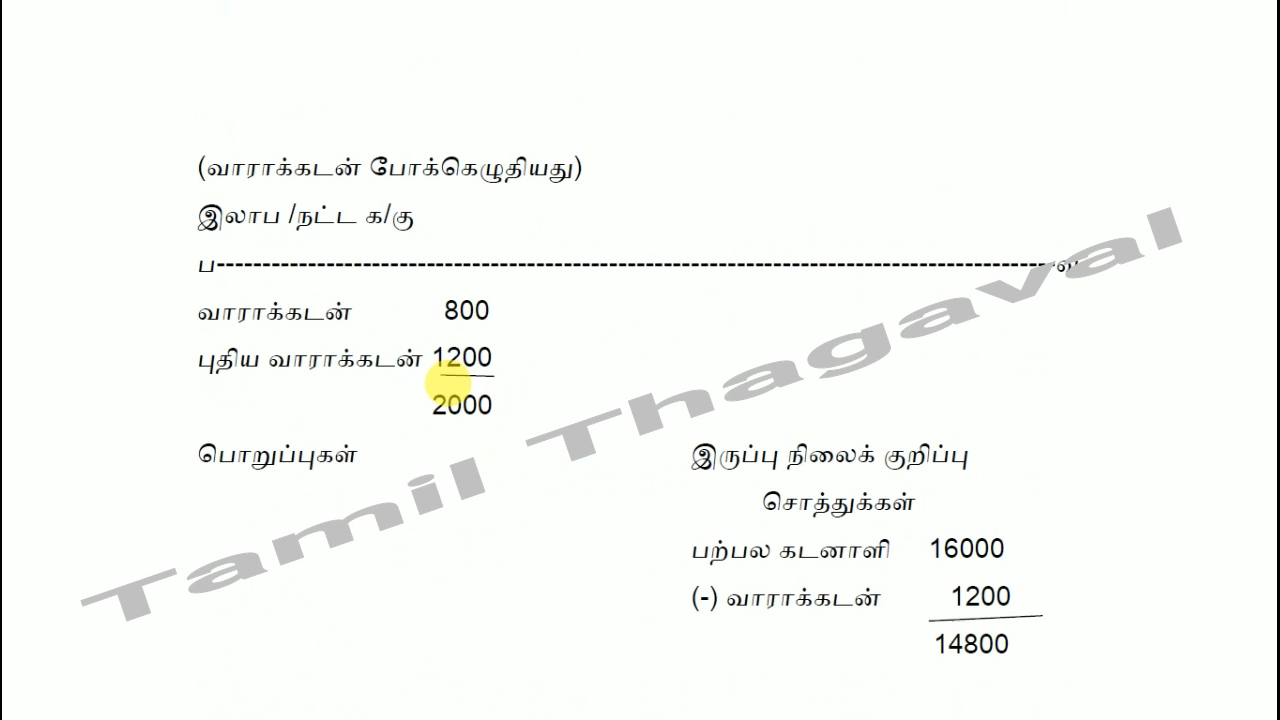 (வாராக்கடன் போக்கெழுதியது)
இலாப /நட்ட க/கு
ப---------------------------------------------------------------------------------------------வ
வாராக்கடன் 800
புதிய வாராக்கடன் 1200
2000
பொறுப்புகள் இருப்பு நிலைக் குறிப்பு
சொத்துக்கள்
பற்பல கடனாளி 16000
(-) வாராக்கடன் 1200
14800
Tamil Thagaval